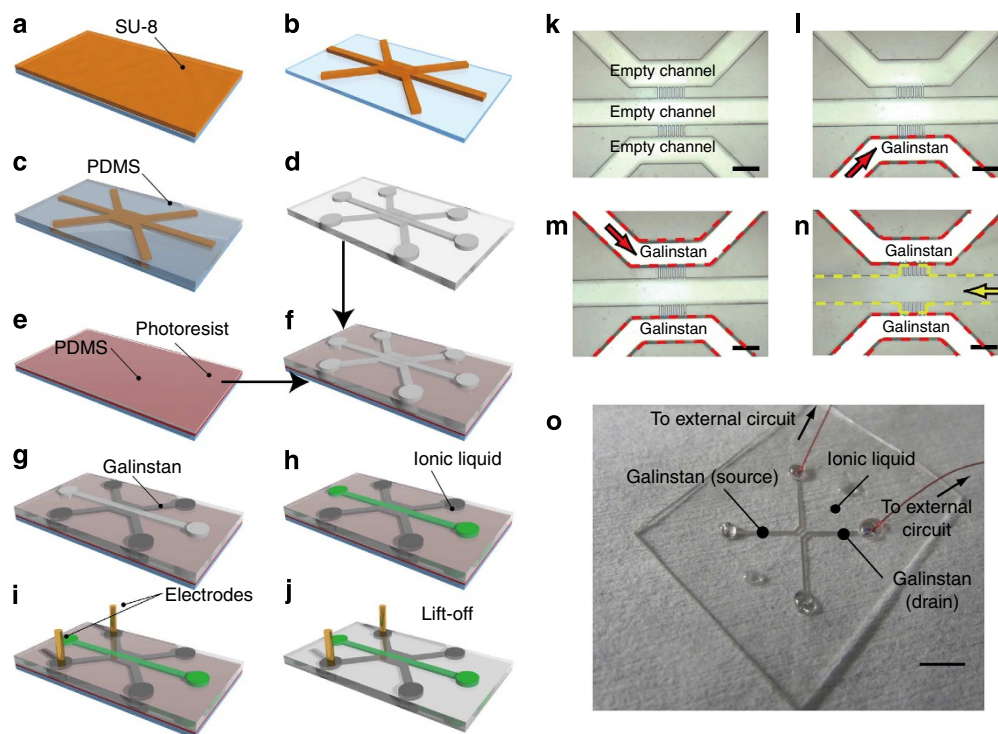 a
SU-8
b
c
PDMS
d
e
Photoresist
PDMS
f
g
Galinstan
h
Ionic liquid
i
Electrodes
j
Lift-off
k
Empty channel
Empty channel
Empty channel
l
Galinstan
m
Galinstan
Galinstan
n
Galinstan
Galinstan
o
To external circuit
Ionic liquid
Galinstan
(source)
To external
circuit
Galinstan
(drain)